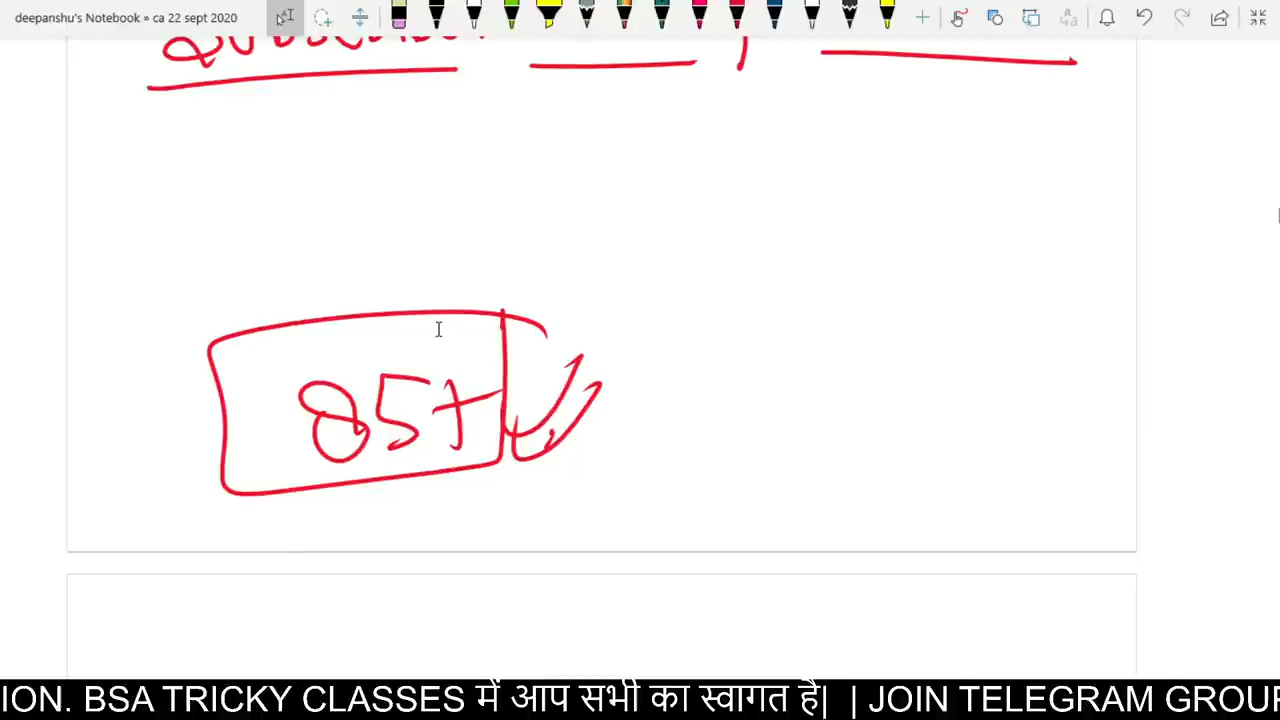 deepanshu's Notebook » ca 22 sept 2020
85+
ION. BSA TRICKY CLASSES में आप सभी का स्वागत है| | JOIN TELEGRAM GROUP